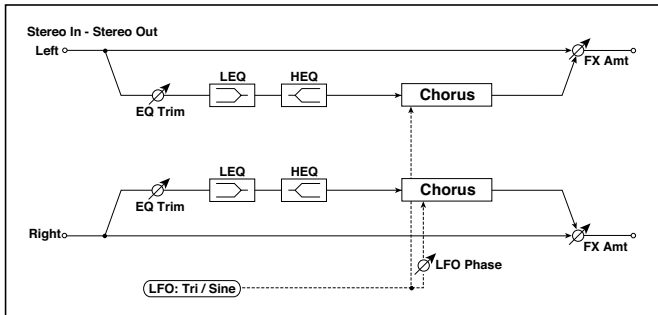 Stereo In - Stereo Out
Left
FX Amt
LEQ
HEQ
Chorus
EQ Trim
LEQ
HEQ
Chorus
EQ Trim
Right
FX Amt
LFO Phase
LFO: Tri / Sine